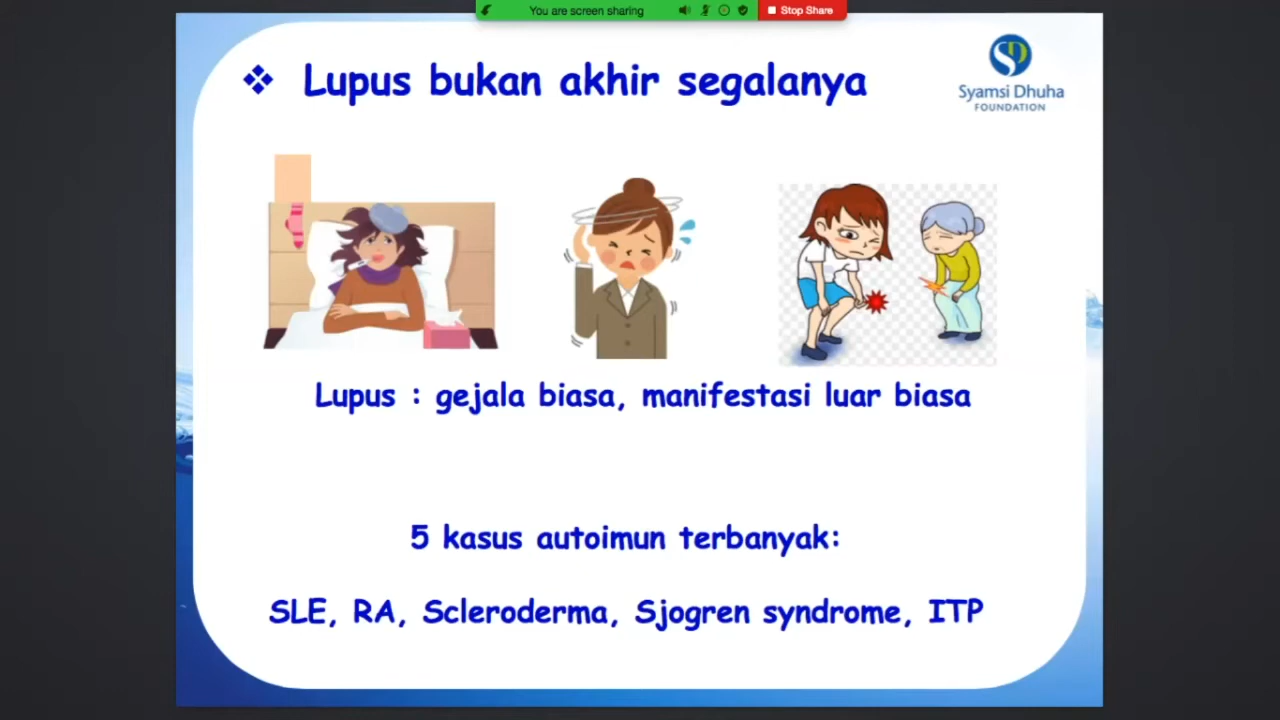 You are screen sharing
Stop Share
❖ Lupus bukan akhir segalanya
SD
Syamsi Dhuha
FOUNDATION
Lupus : gejala biasa, manifestasi luar biasa
5 kasus autoimun terbanyak:
SLE, RA, Scleroderma, Sjogren syndrome, ITP